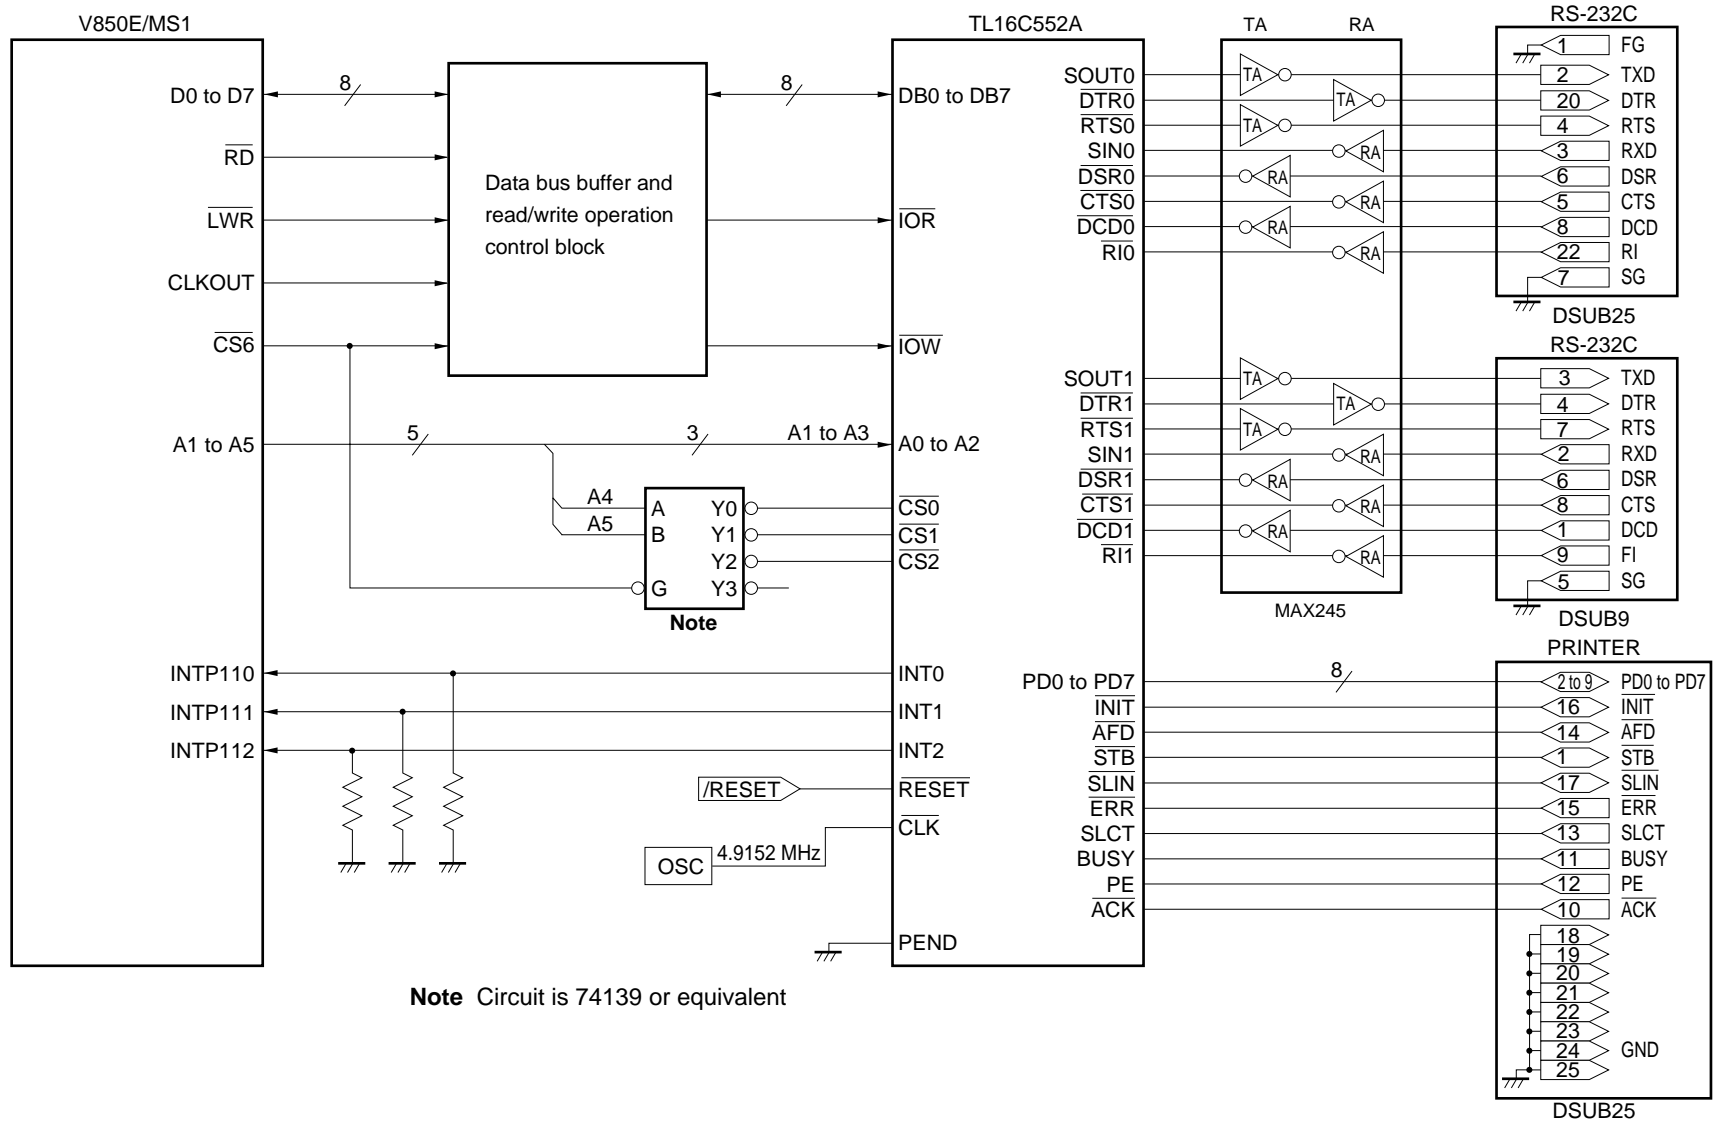 V850E/MS1
TL16C552A
TA
RA
RS-232C
D0 to D7
RD
LWR
CLKOUT
CS6
A1 to A5
INTP110
INTP111
INTP112
8
Data bus buffer and
read/write operation
control block
8
5
3
A1 to A3
A4
A5
A
B
G
Y0
Y1
Y2
Y3
Note
/RESET
OSC
4.9152 MHz
DB0 to DB7
IOR
IOW
A0 to A2
CS0
CS1
CS2
INT0
INT1
INT2
RESET
CLK
PEND
SOUT0
DTR0
RTS0
SIN0
DSR0
CTS0
DCD0
RI0
SOUT1
DTR1
RTS1
SIN1
DSR1
CTS1
DCD1
RI1
PD0 to PD7
INIT
AFD
STB
SLIN
ERR
SLCT
BUSY
PE
ACK
TA
TA
TA
RA
RA
RA
RA
RA
TA
TA
TA
RA
RA
RA
RA
RA
MAX245
8
1 FG
2 TXD
20 DTR
4 RTS
3 RXD
6 DSR
5 CTS
8 DCD
22 RI
7 SG
DSUB25
RS-232C
3 TXD
4 DTR
7 RTS
2 RXD
6 DSR
8 CTS
1 DCD
9 FI
5 SG
DSUB9
PRINTER
2 to 9 PD0 to PD7
16 INIT
14 AFD
1 STB
17 SLIN
15 ERR
13 SLCT
11 BUSY
12 PE
10 ACK
18
19
20
21
22
23
24 GND
25
DSUB25
Note Circuit is 74139 or equivalent